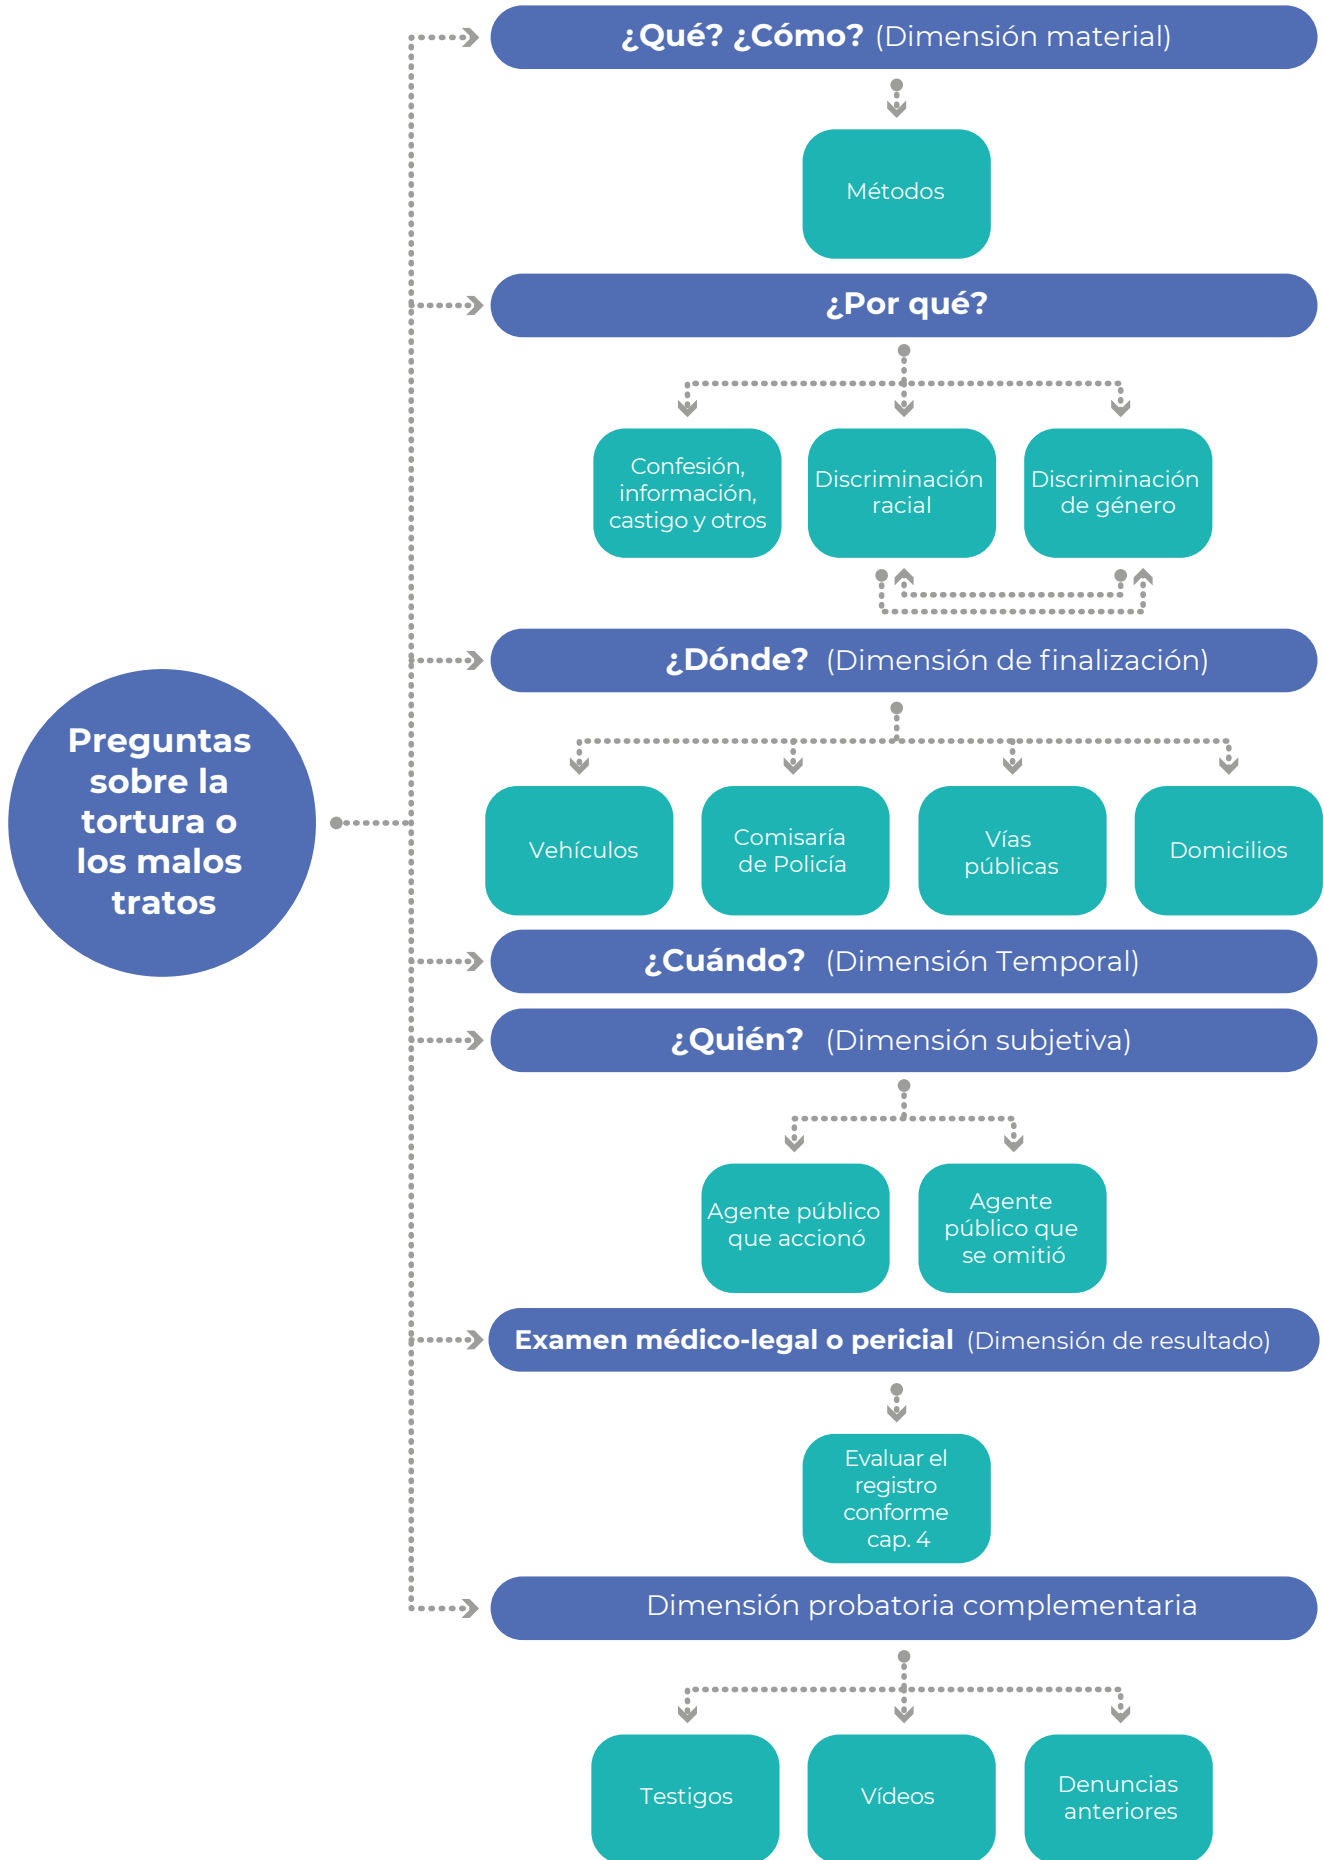 ¿Qué? ¿Cómo? (Dimensión material)
Métodos
¿Por qué?
Confesión,
información,
castigo y otros
Discriminación
racial
Discriminación
de género
¿Dónde? (Dimensión de finalización)
Preguntas
sobre la
tortura o
los malos
tratos
Vehículos
Comisaría
de Policía
Vías
públicas
Domicilios
¿Cuándo? (Dimensión Temporal)
¿Quién? (Dimensión subjetiva)
Agente público
que accionó
Agente
público que
se omitió
Examen médico-legal o pericial (Dimensión de resultado)
Evaluar el
registro
conforme
cap. 4
Dimensión probatoria complementaria
Testigos
Vídeos
Denuncias
anteriores